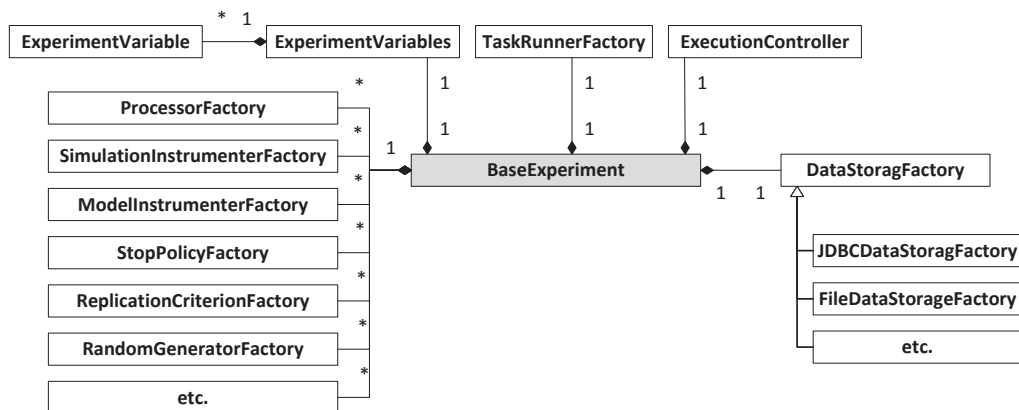 * 1
ExperimentVariable ExperimentVariables TaskRunnerFactory ExecutionController
* 1 1 1
ProcessorFactory
* 1 1 1
SimulationInstrumenterFactory 1 BaseExperiment DataStoragFactory
* 1 1
ModelInstrumenterFactory
*
StopPolicyFactory JDBCDataStoragFactory
*
ReplicationCriterionFactory FileDataStorageFactory
*
RandomGeneratorFactory etc.
*
etc.